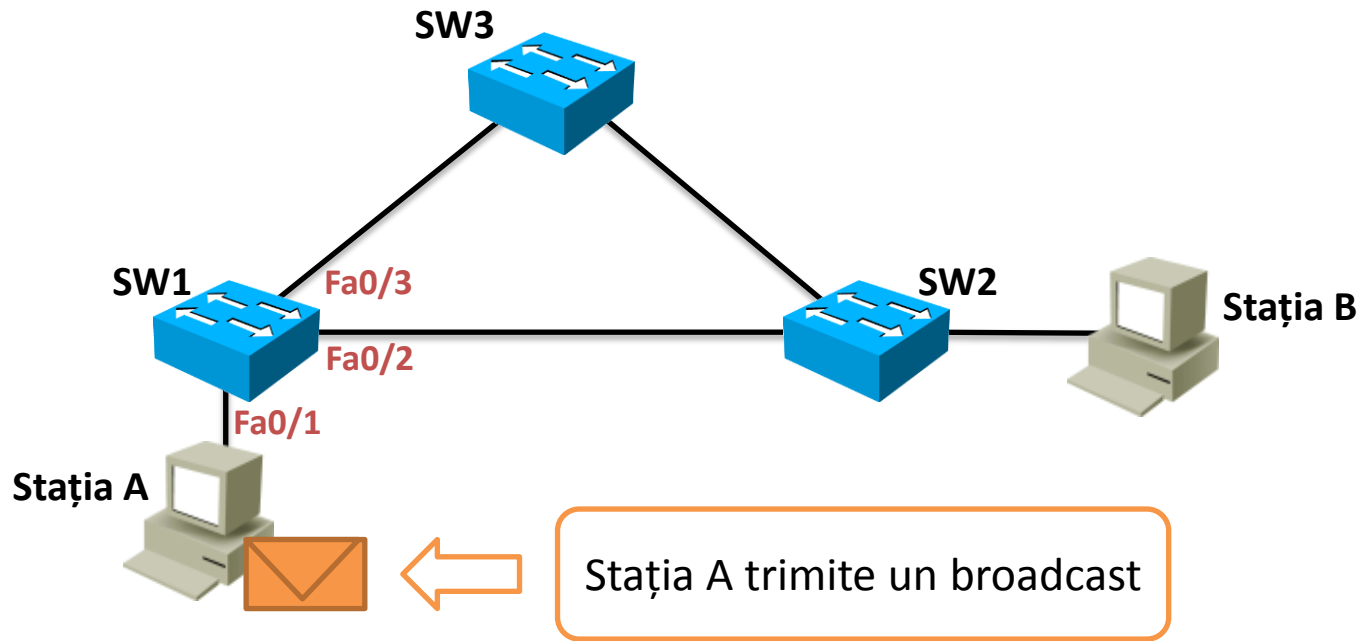 SW3
SW1
Fa0/3
SW2
Stația B
Fa0/2
Fa0/1
Stația A
Stația A trimite un broadcast